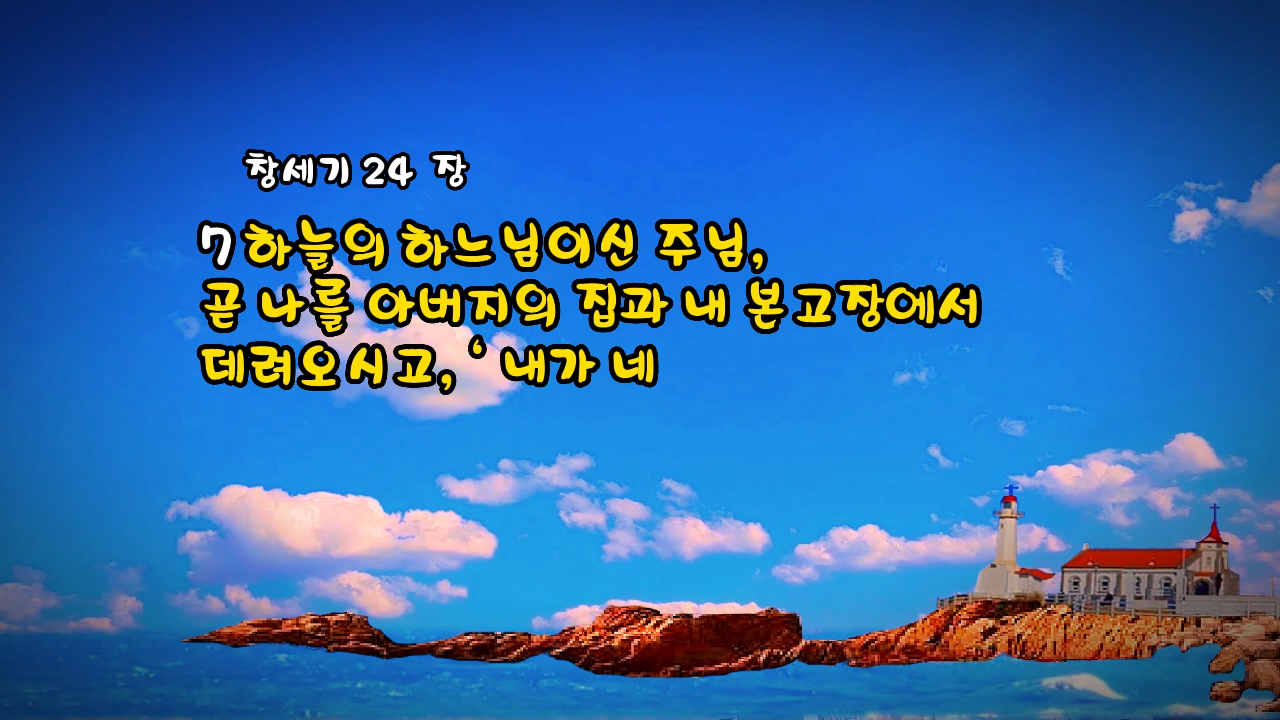 창세기 24 장
7 하늘의 하느님이신 주님,
곧 나를 아버지의 집과 내 본고장에서
데려오시고, ‘ 내가 네